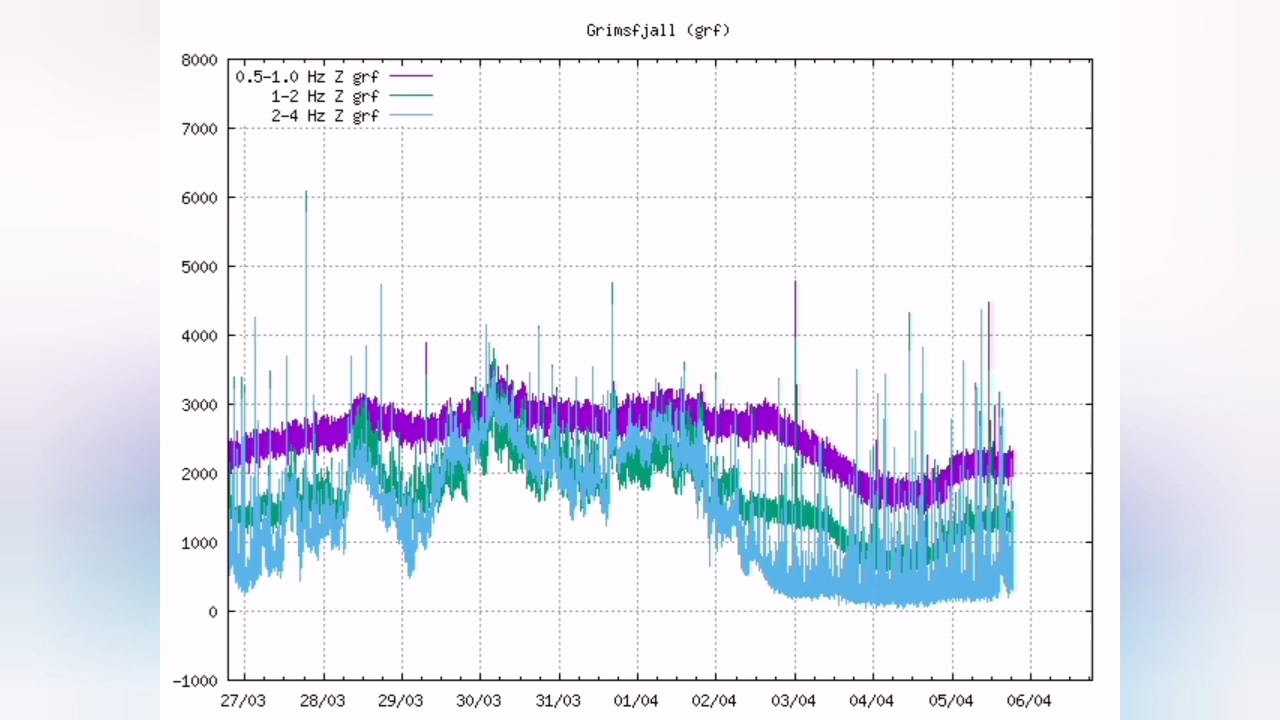 Grimsfjall (grf)
8000
0.5-1.0 Hz Z grf
1-2 Hz Z grf
2-4 Hz Z grf
7000
6000
5000
4000
3000
2000
1000
0
-1000
27/03 28/03 29/03 30/03 31/03 01/04 02/04 03/04 04/04 05/04 06/04